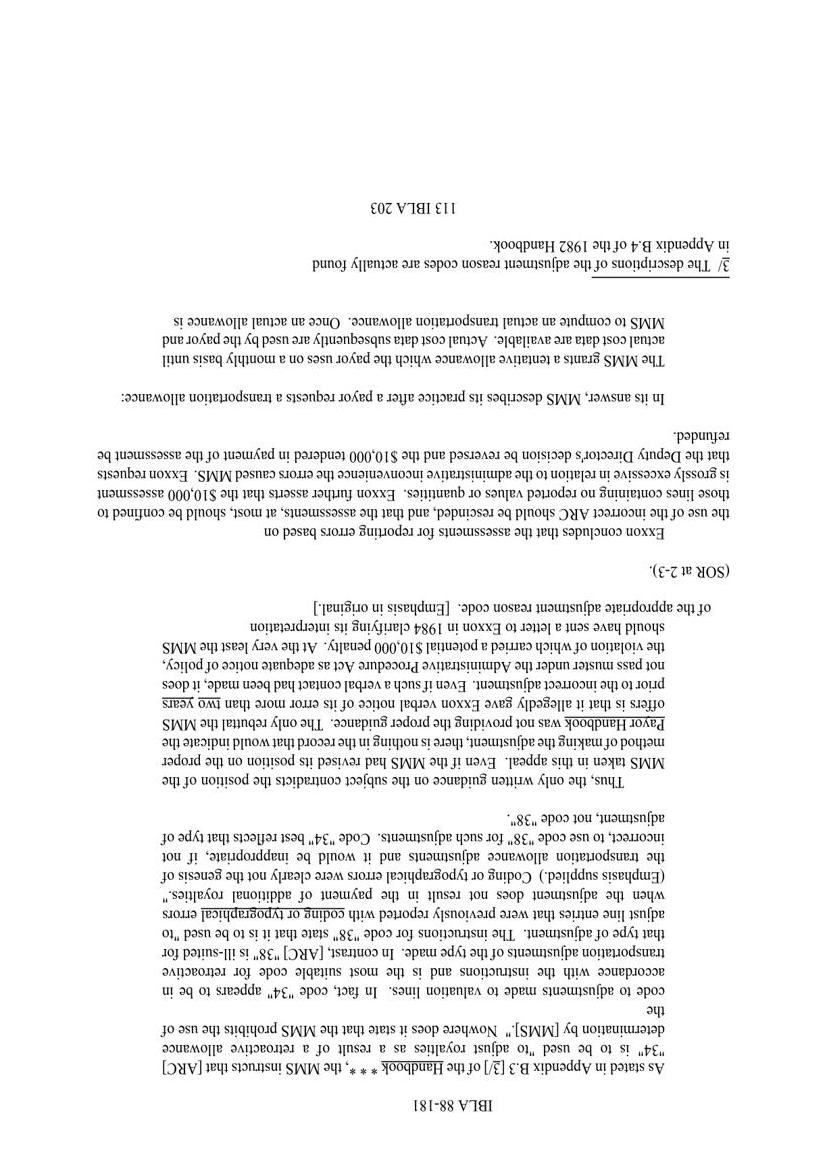 IBLA 88-181
As stated in Appendix B.3 [3/] of the Handbook * * *, the MMS instructs that [ARC]
"34" is to be used "to adjust royalties as a result of a retroactive allowance
determination by [MMS]." Nowhere does it state that the MMS prohibits the use of
the
code to adjustments made to valuation lines. In fact, code "34" appears to be in
accordance with the instructions and is the most suitable code for retroactive
transportation adjustments of the type made. In contrast, [ARC] "38" is ill-suited for
that type of adjustment. The instructions for code "38" state that it is to be used "to
adjust line entries that were previously reported with coding or typographical errors
when the adjustment does not result in the payment of additional royalties."
(Emphasis supplied.) Coding or typographical errors were clearly not the genesis of
the transportation allowance adjustments and it would be inappropriate, if not
incorrect, to use code "38" for such adjustments. Code "34" best reflects that type of
adjustment, not code "38".
Thus, the only written guidance on the subject contradicts the position of the
MMS taken in this appeal. Even if the MMS had revised its position on the proper
method of making the adjustment, there is nothing in the record that would indicate the
Payor Handbook was not providing the proper guidance. The only rebuttal the MMS
offers is that it allegedly gave Exxon verbal notice of its error more than two years
prior to the incorrect adjustment. Even if such a verbal contact had been made, it does
not pass muster under the Administrative Procedure Act as adequate notice of policy,
the violation of which carried a potential $10,000 penalty. At the very least the MMS
should have sent a letter to Exxon in 1984 clarifying its interpretation
of the appropriate adjustment reason code. [Emphasis in original.]
(SOR at 2-3).
Exxon concludes that the assessments for reporting errors based on
the use of the incorrect ARC should be rescinded, and that the assessments, at most, should be confined to
those lines containing no reported values or quantities. Exxon further asserts that the $10,000 assessment
is grossly excessive in relation to the administrative inconvenience the errors caused MMS. Exxon requests
that the Deputy Director's decision be reversed and the $10,000 tendered in payment of the assessment be
refunded.
In its answer, MMS describes its practice after a payor requests a transportation allowance:
The MMS grants a tentative allowance which the payor uses on a monthly basis until
actual cost data are available. Actual cost data subsequently are used by the payor and
MMS to compute an actual transportation allowance. Once an actual allowance is
3/ The descriptions of the adjustment reason codes are actually found
in Appendix B.4 of the 1982 Handbook.
113 IBLA 203